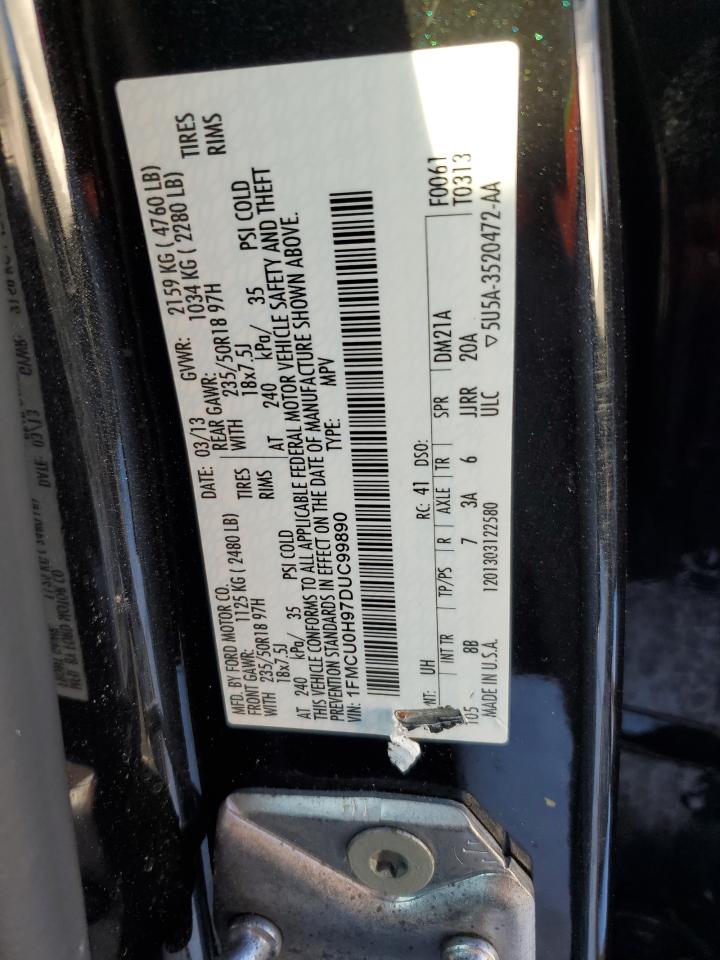 MFD. BY FORD MOTOR CO.
DATE: 03/13 GVWR: 2159 KG ( 4760 LB)
FRONT GAWR: 1125 KG ( 2480 LB) REAR GAWR: 1034 KG ( 2280 LB)
WITH 235/50R18 97H TIRES WITH 235/50R18 97H TIRES
18x7.5J RIMS 18x7.5J RIMS
AT 240 kPa/ 35 PSI COLD AT 240 kPa/ 35 PSI COLD
THIS VEHICLE CONFORMS TO ALL APPLICABLE FEDERAL MOTOR VEHICLE SAFETY AND THEFT
PREVENTION STANDARDS IN EFFECT ON THE DATE OF MANUFACTURE SHOWN ABOVE.
VIN: 1FMCU0H97DUC99890 TYPE: MPV
NT: UH RC: 41 DSO: F0061
INT TR TP/PS R AXLE TR SPR DM21A T0313
105 8B 7 3A 6 JJRR 20A
MADE IN U.S.A. 1201303122580 ULC ▽5U5A-3520472-AA